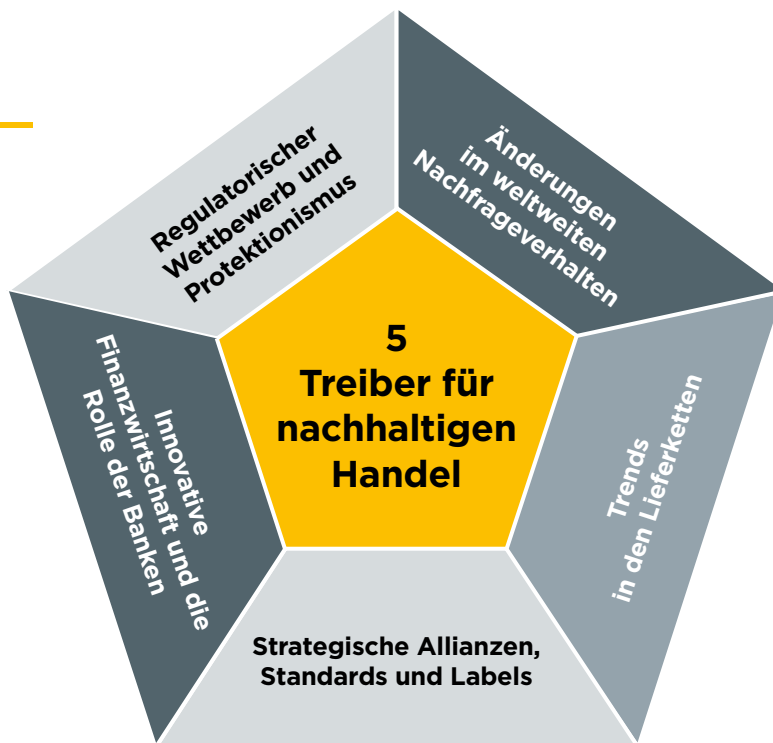 5
Treiber für
nachhaltigen
Handel
Änderungen
im weltweiten
Nachfrageverhalten
Trends
in den Lieferketten
Strategische Allianzen,
Standards und Labels
Innovative
Finanzwirtschaft und die
Rolle der Banken
Regulatorischer
Wettbewerb und
Protektionismus